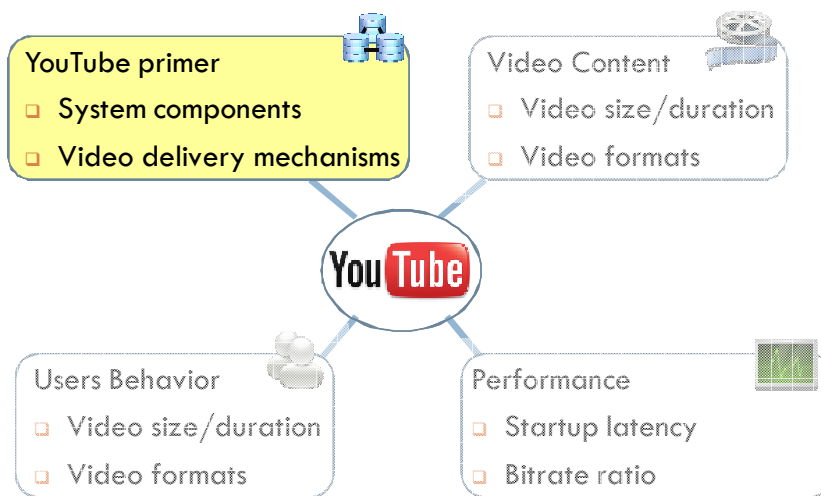 YouTube primer
System components
Video delivery mechanisms
Video Content
Video size/duration
Video formats
YouTube
Users Behavior
Video size/duration
Video formats
Performance
Startup latency
Bitrate ratio